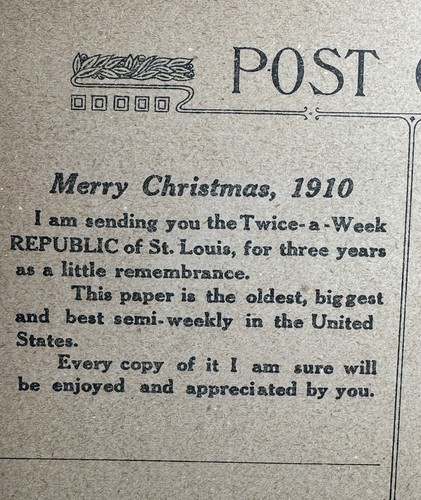 POST
Merry Christmas, 1910
I am sending you the Twice-a-Week
REPUBLIC of St. Louis, for three years
as a little remembrance.
This paper is the oldest, biggest
and best semi-weekly in the United
States.
Every copy of it I am sure will
be enjoyed and appreciated by you.